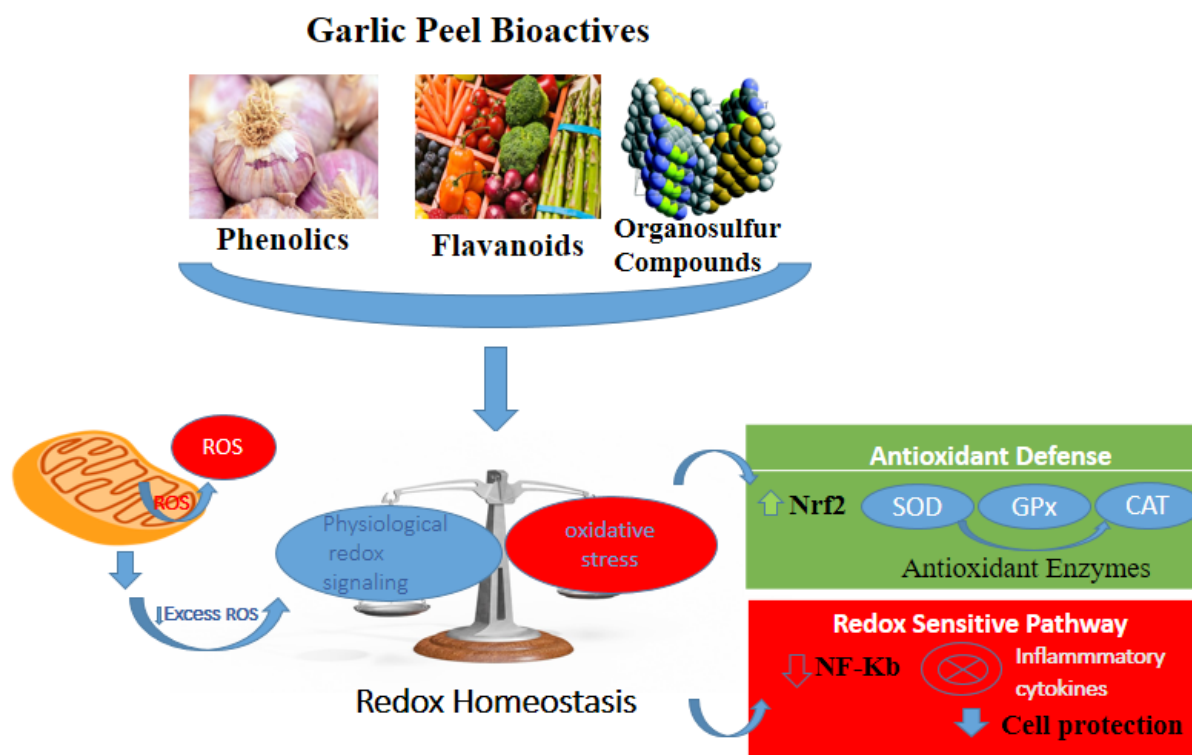 Garlic Peel Bioactives
Phenolics
Flavanoids
Organosulfur
Compounds
ROS
ROS
Excess ROS
Physiological
redox
signaling
oxidative
stress
Redox Homeostasis
Antioxidant Defense
Nrf2
SOD
GPx
CAT
Antioxidant Enzymes
Redox Sensitive Pathway
NF-Kb
Inflammmatory
cytokines
Cell protection